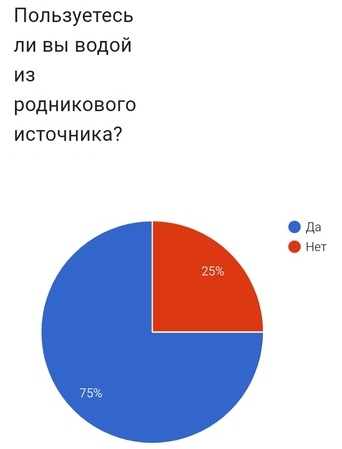 Пользуетесь
ли вы водой
из
родникового
источника?
Да
Нет
25%
75%